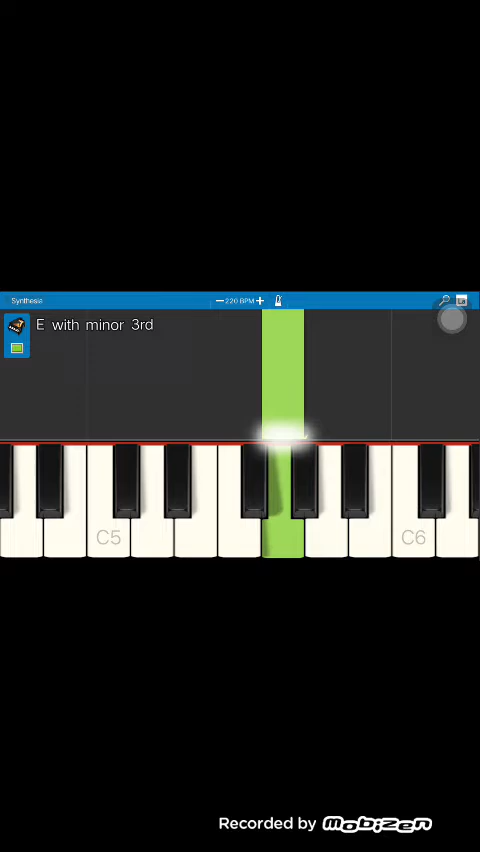 Synthesia
220 BPM
E with minor 3rd
C5
C6
Recorded by Mobizen